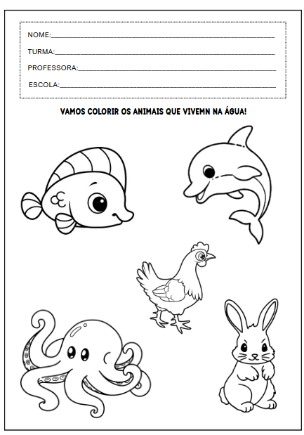 NOME:
TURMA:
PROFESSORA:
ESCOLA:
VAMOS COLORIR OS ANIMAIS QUE VIVEMN NA ÁGUA!